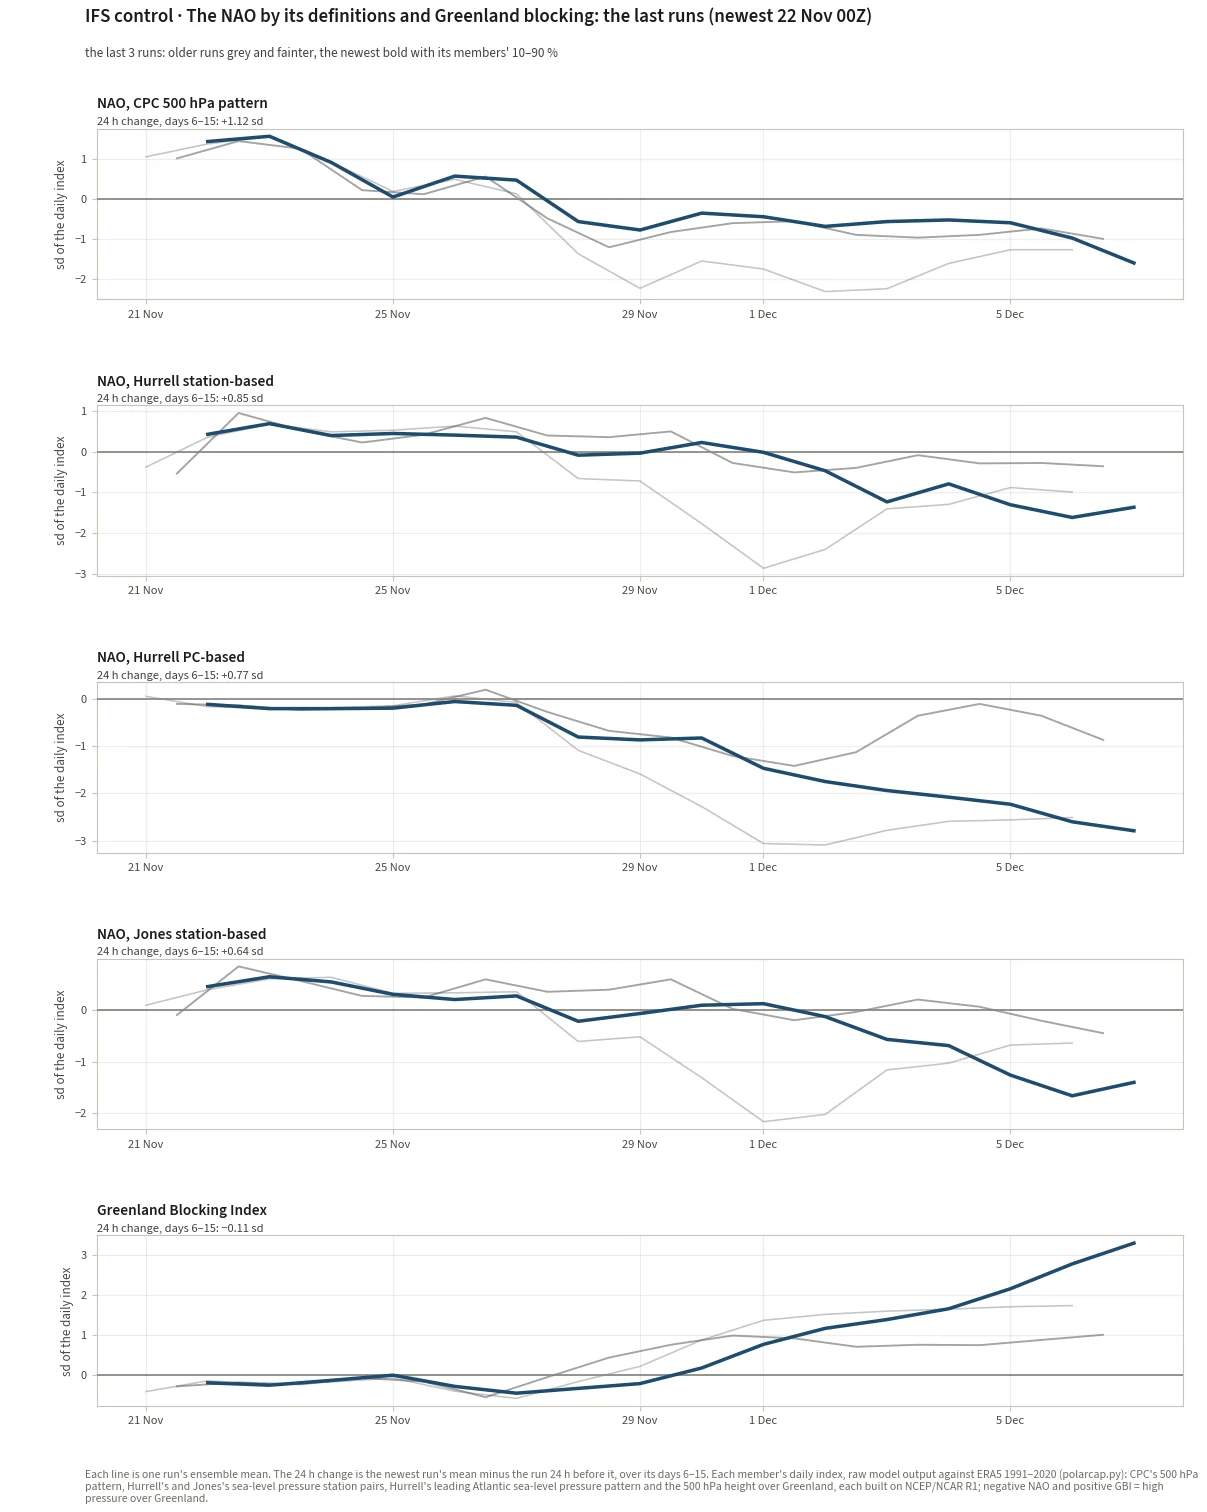 IFS control · The NAO by its definitions and Greenland blocking: the last runs (newest 22 Nov 00Z)
the last 3 runs: older runs grey and fainter, the newest bold with its members' 10–90 %
NAO, CPC 500 hPa pattern
24 h change, days 6–15: +1.12 sd
sd of the daily index
1
0
−1
−2
21 Nov 25 Nov 29 Nov 1 Dec 5 Dec
NAO, Hurrell station-based
24 h change, days 6–15: +0.85 sd
sd of the daily index
1
0
−1
−2
−3
21 Nov 25 Nov 29 Nov 1 Dec 5 Dec
NAO, Hurrell PC-based
24 h change, days 6–15: +0.77 sd
sd of the daily index
0
−1
−2
−3
21 Nov 25 Nov 29 Nov 1 Dec 5 Dec
NAO, Jones station-based
24 h change, days 6–15: +0.64 sd
sd of the daily index
0
−1
−2
21 Nov 25 Nov 29 Nov 1 Dec 5 Dec
Greenland Blocking Index
24 h change, days 6–15: −0.11 sd
sd of the daily index
3
2
1
0
21 Nov 25 Nov 29 Nov 1 Dec 5 Dec
Each line is one run's ensemble mean. The 24 h change is the newest run's mean minus the run 24 h before it, over its days 6–15. Each member's daily index, raw model output against ERA5 1991–2020 (polarcap.py): CPC's 500 hPa
pattern, Hurrell's and Jones's sea-level pressure station pairs, Hurrell's leading Atlantic sea-level pressure pattern and the 500 hPa height over Greenland, each built on NCEP/NCAR R1; negative NAO and positive GBI = high
pressure over Greenland.